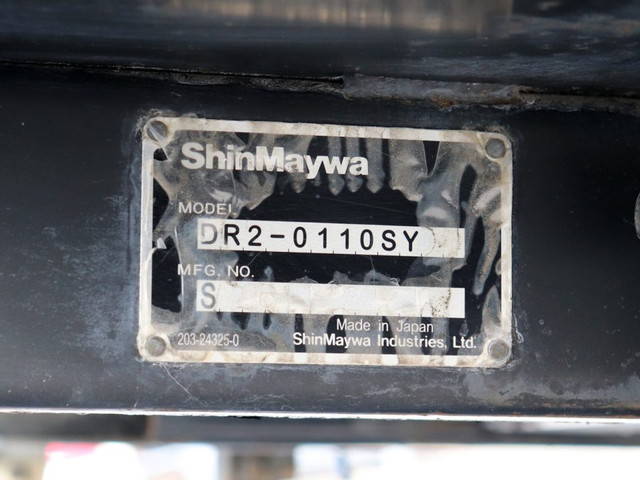 ShinMaywa
MODEL
DR2-0110SY
MFG. NO.
S
Made in Japan
203-24325-0 ShinMaywa Industries, Ltd.